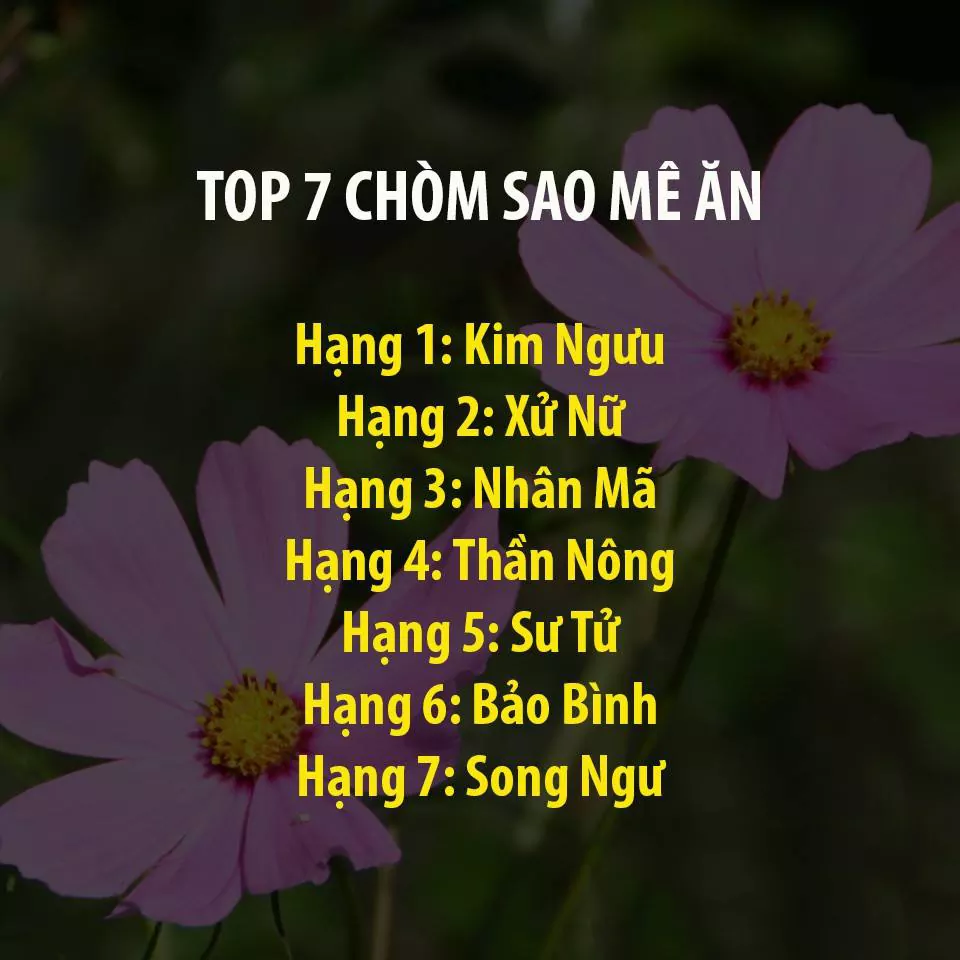 TOP 7 CHÒM SAO MÊ ĂN
Hạng 1: Kim Ngưu
Hạng 2: Xử Nữ
Hạng 3: Nhân Mã
Hạng 4: Thần Nông
Hạng 5: Sư Tử
Hạng 6: Bảo Bình
Hạng 7: Song Ngư